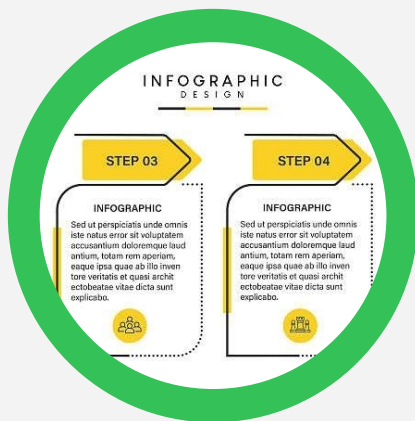 INFOGRAPHIC
DESIGN
STEP 03
INFOGRAPHIC
Sed ut perspiciatis unde omnis
iste natus error sit voluptatem
accusantium doloremque laud
antium, totam rem aperiam,
eaque ipsa quae ab illo inven
tore veritatis et quasi archit
ectobeatae vitae dicta sunt
explicabo.
STEP 04
INFOGRAPHIC
Sed ut perspiciatis unde omnis
iste natus error sit voluptatem
accusantium doloremque laud
antium, totam rem aperiam,
eaque ipsa quae ab illo inven
tore veritatis et quasi archit
ectobeatae vitae dicta sunt
explicabo.